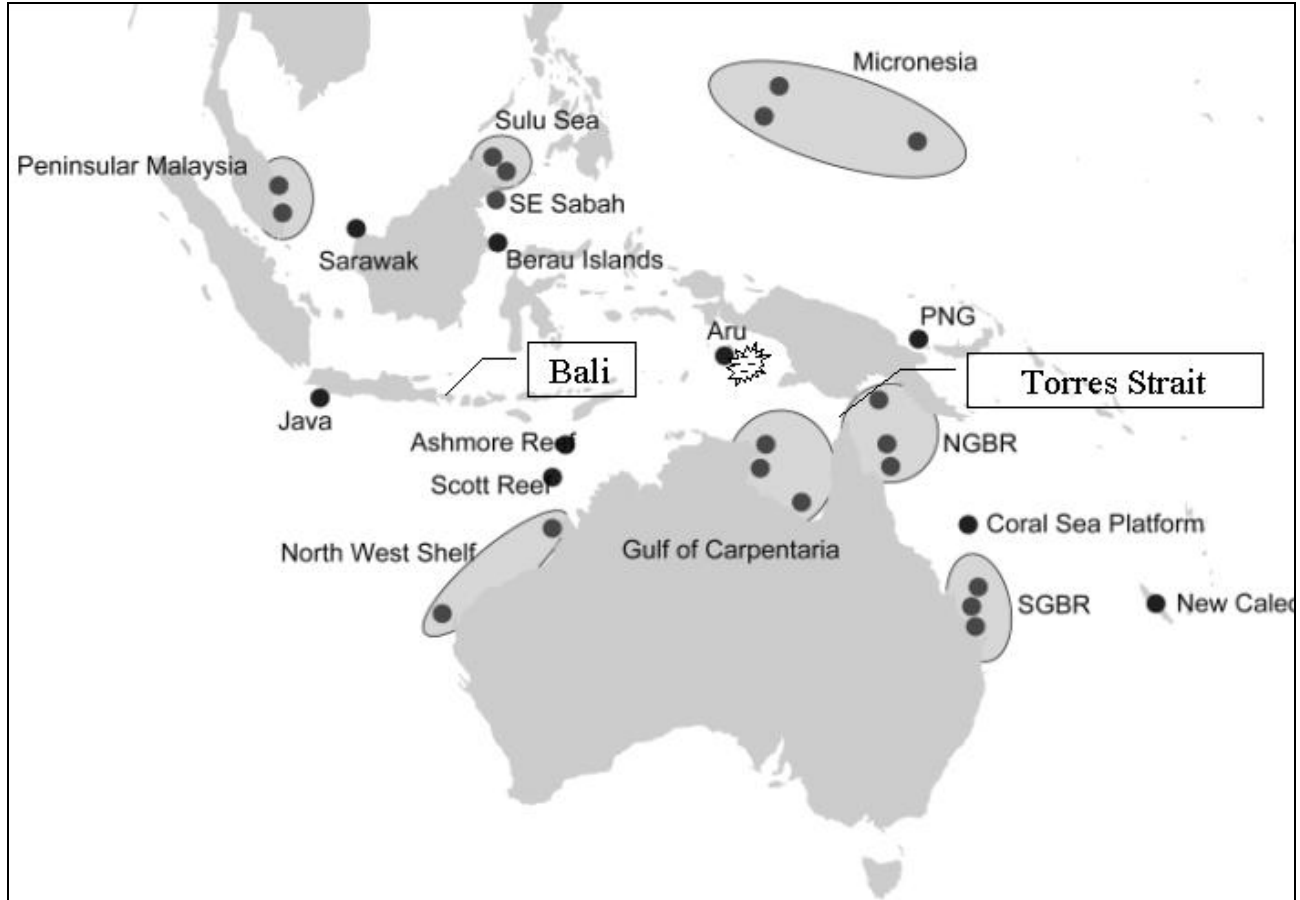 Micronesia
Sulu Sea
Peninsular Malaysia
SE Sabah
Sarawak
Berau Islands
PNG
Aru
Bali
Torres Strait
Java
Ashmore Reef
NGBR
Scott Reef
Coral Sea Platform
North West Shelf
Gulf of Carpentaria
SGBR
New Caled